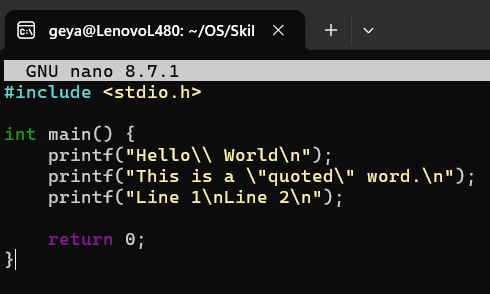 geya@LenovoL480: ~/OS/Skil
GNU nano 8.7.1
#include <stdio.h>
int main() {
    printf("Hello\\ World\n");
    printf("This is a \"quoted\" word.\n");
    printf("Line 1\nLine 2\n");
    return 0;
}